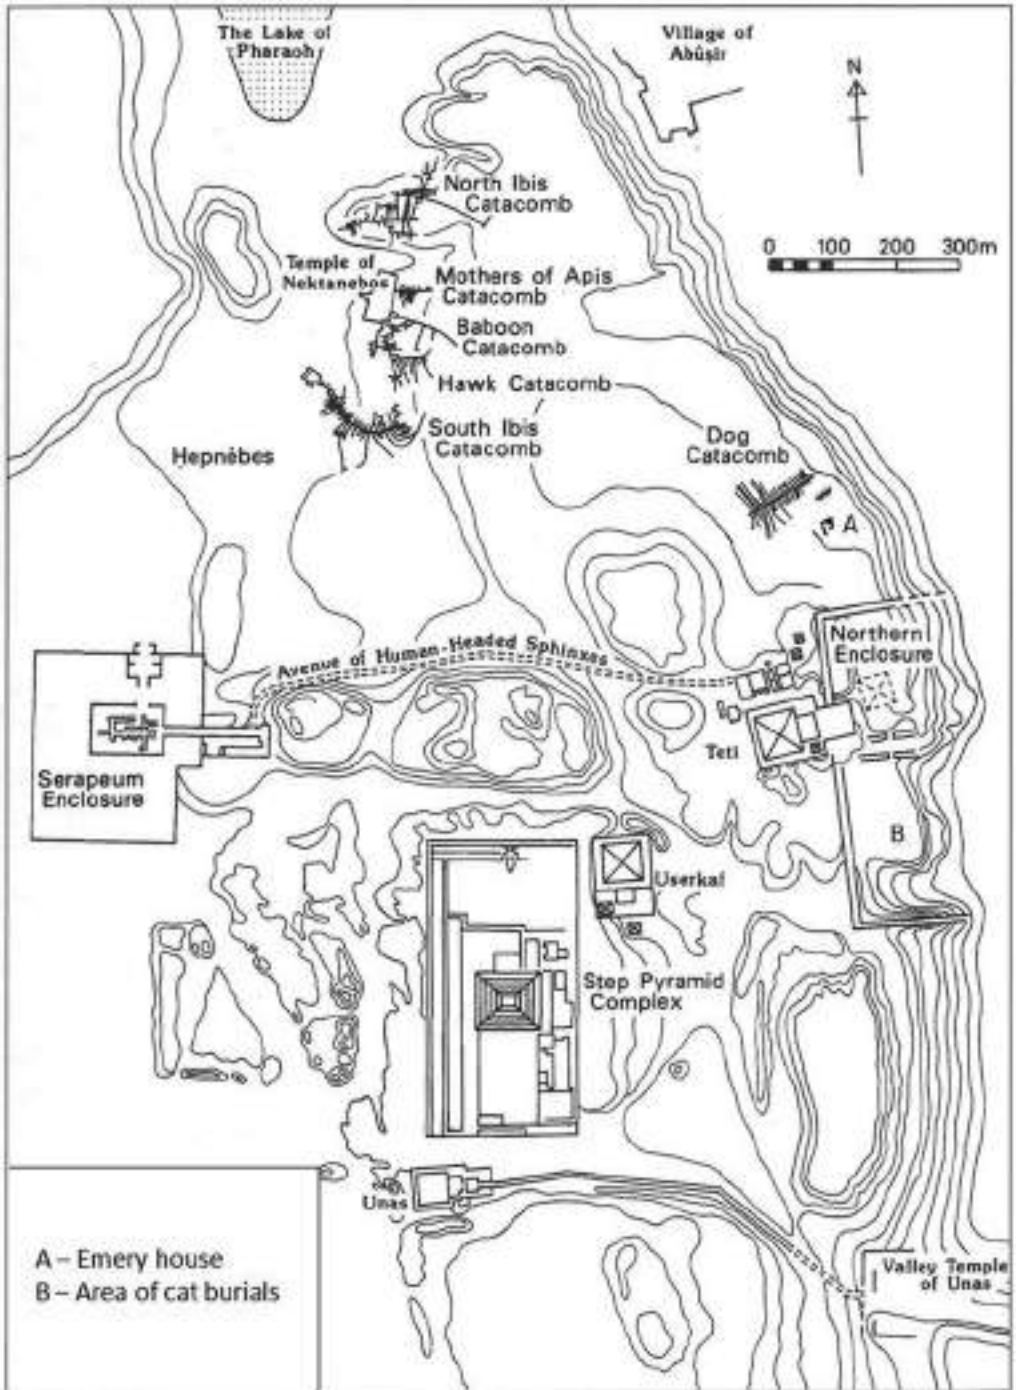 The Lake of
Pharaoh
Village of
Abûṣîr
N
North Ibis
Catacomb
0 100 200 300m
Temple of
Nektanebos
Mothers of Apis
Catacomb
Baboon
Catacomb
Hawk Catacomb
South Ibis
Catacomb
Dog
Catacomb
Ḥepnēbes
A
Avenue of Human-Headed Sphinxes
Northern
Enclosure
Teti
Serapeum
Enclosure
B
Userkaf
Step Pyramid
Complex
Unas
Valley Temple
of Unas
A – Emery house
B – Area of cat burials